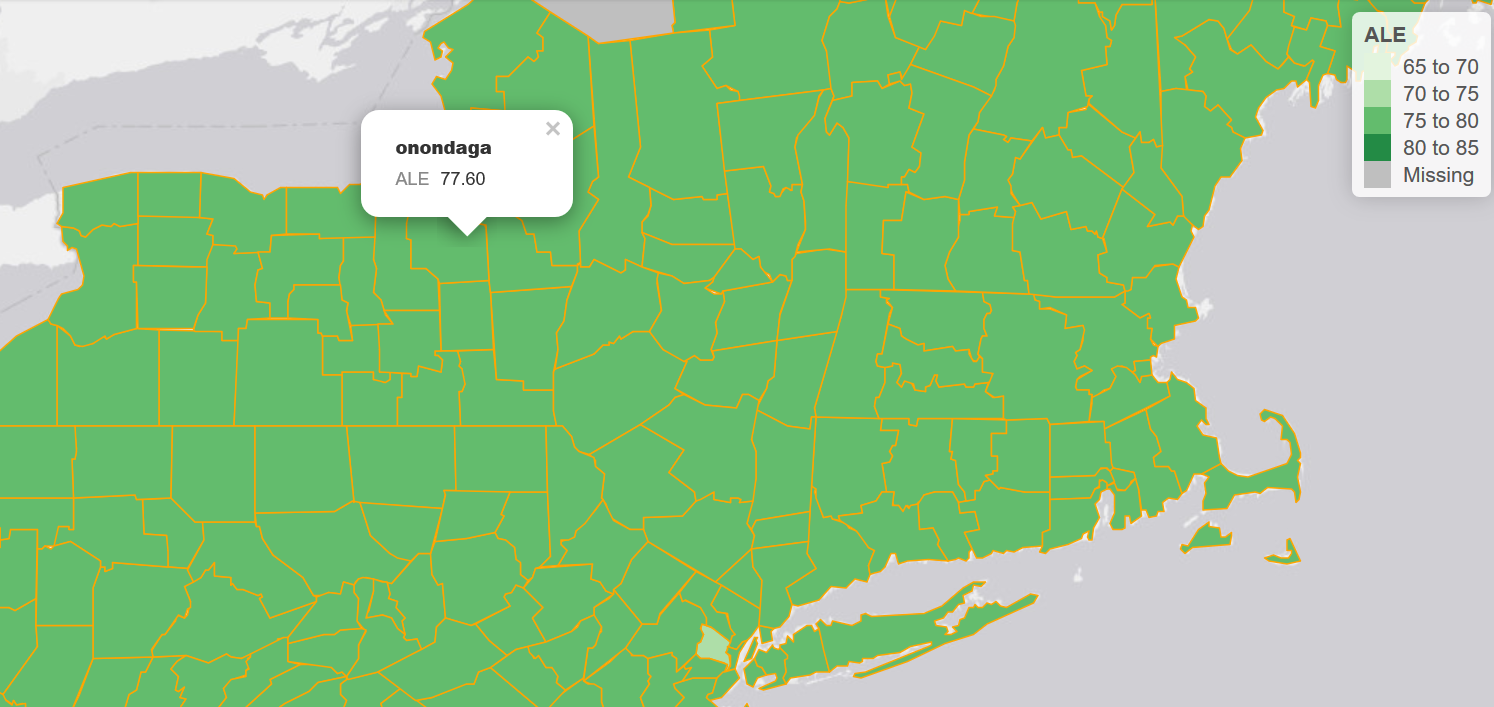 onondaga
×
ALE 77.60
ALE
65 to 70
70 to 75
75 to 80
80 to 85
Missing